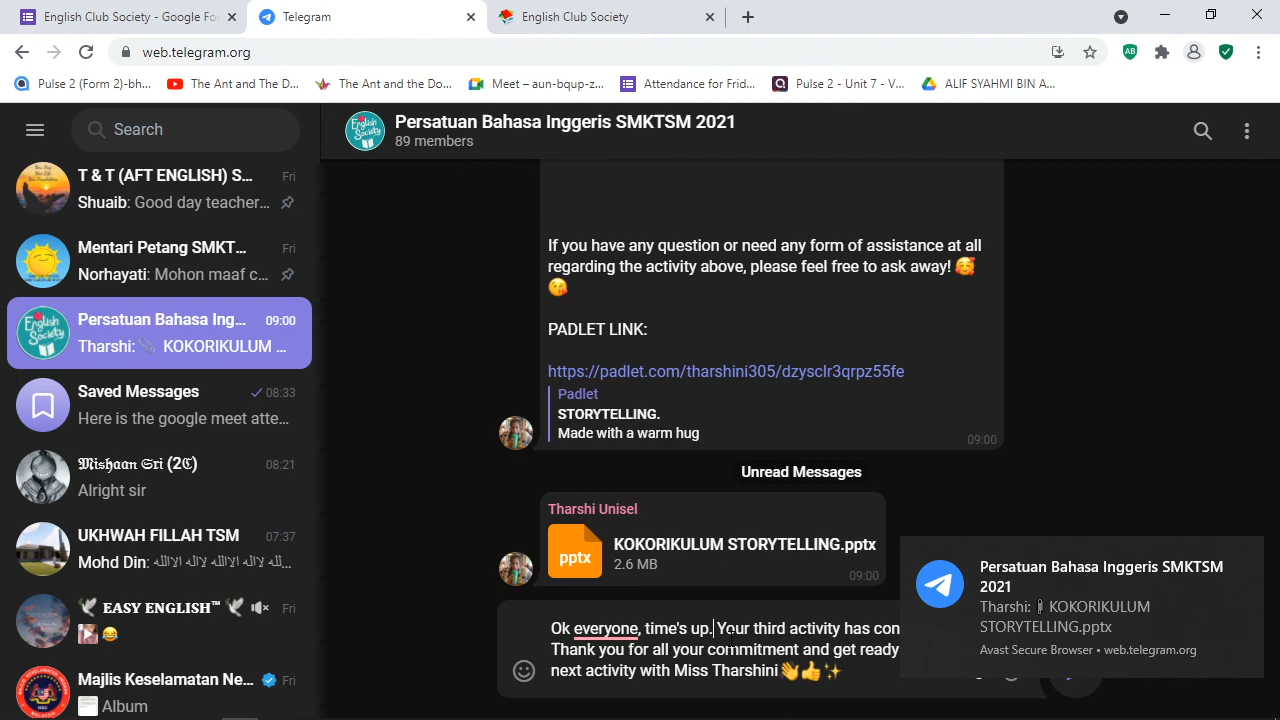 English Club Society - Google Fo
Telegram
English Club Society
web.telegram.org
Pulse 2 (Form 2)-bh...
The Ant and The D...
The Ant and the Do...
Meet – aun-bqup-z...
Attendance for Frid...
Pulse 2 - Unit 7 - V...
ALIF SYAHMI BIN A...
Search
Persatuan Bahasa Inggeris SMKTSM 2021
89 members
T & T (AFT ENGLISH) S... Fri
Shuaib: Good day teacher...
Mentari Petang SMKT... Fri
Norhayati: Mohon maaf c...
English Society
Persatuan Bahasa Ing... 09:00
Tharshi: 📎 KOKORIKULUM ...
Saved Messages 08:33
Here is the google meet atte...
𝔐𝔦𝔰𝔥𝔞𝔞𝔫 𝔖𝔯𝔦 (2ℭ) 08:21
Alright sir
UKHWAH FILLAH TSM 07:37
Mohd Din:
🕊 𝐄𝐀𝐒𝐘 𝐄𝐍𝐆𝐋𝐈𝐒𝐇™ 🕊 Fri
😂
Majlis Keselamatan Ne... Fri
Album
If you have any question or need any form of assistance at all
regarding the activity above, please feel free to ask away! 🥰
😘
PADLET LINK:
https://padlet.com/tharshini305/dzysclr3qrpz55fe
Padlet
STORYTELLING.
Made with a warm hug
09:00
Unread Messages
Tharshi Unisel
pptx
KOKORIKULUM STORYTELLING.pptx
2.6 MB
09:00
Ok everyone, time's up. Your third activity has con
Thank you for all your commitment and get ready
next activity with Miss Tharshini👋👍✨
Persatuan Bahasa Inggeris SMKTSM
2021
Tharshi: 📎 KOKORIKULUM
STORYTELLING.pptx
Avast Secure Browser • web.telegram.org